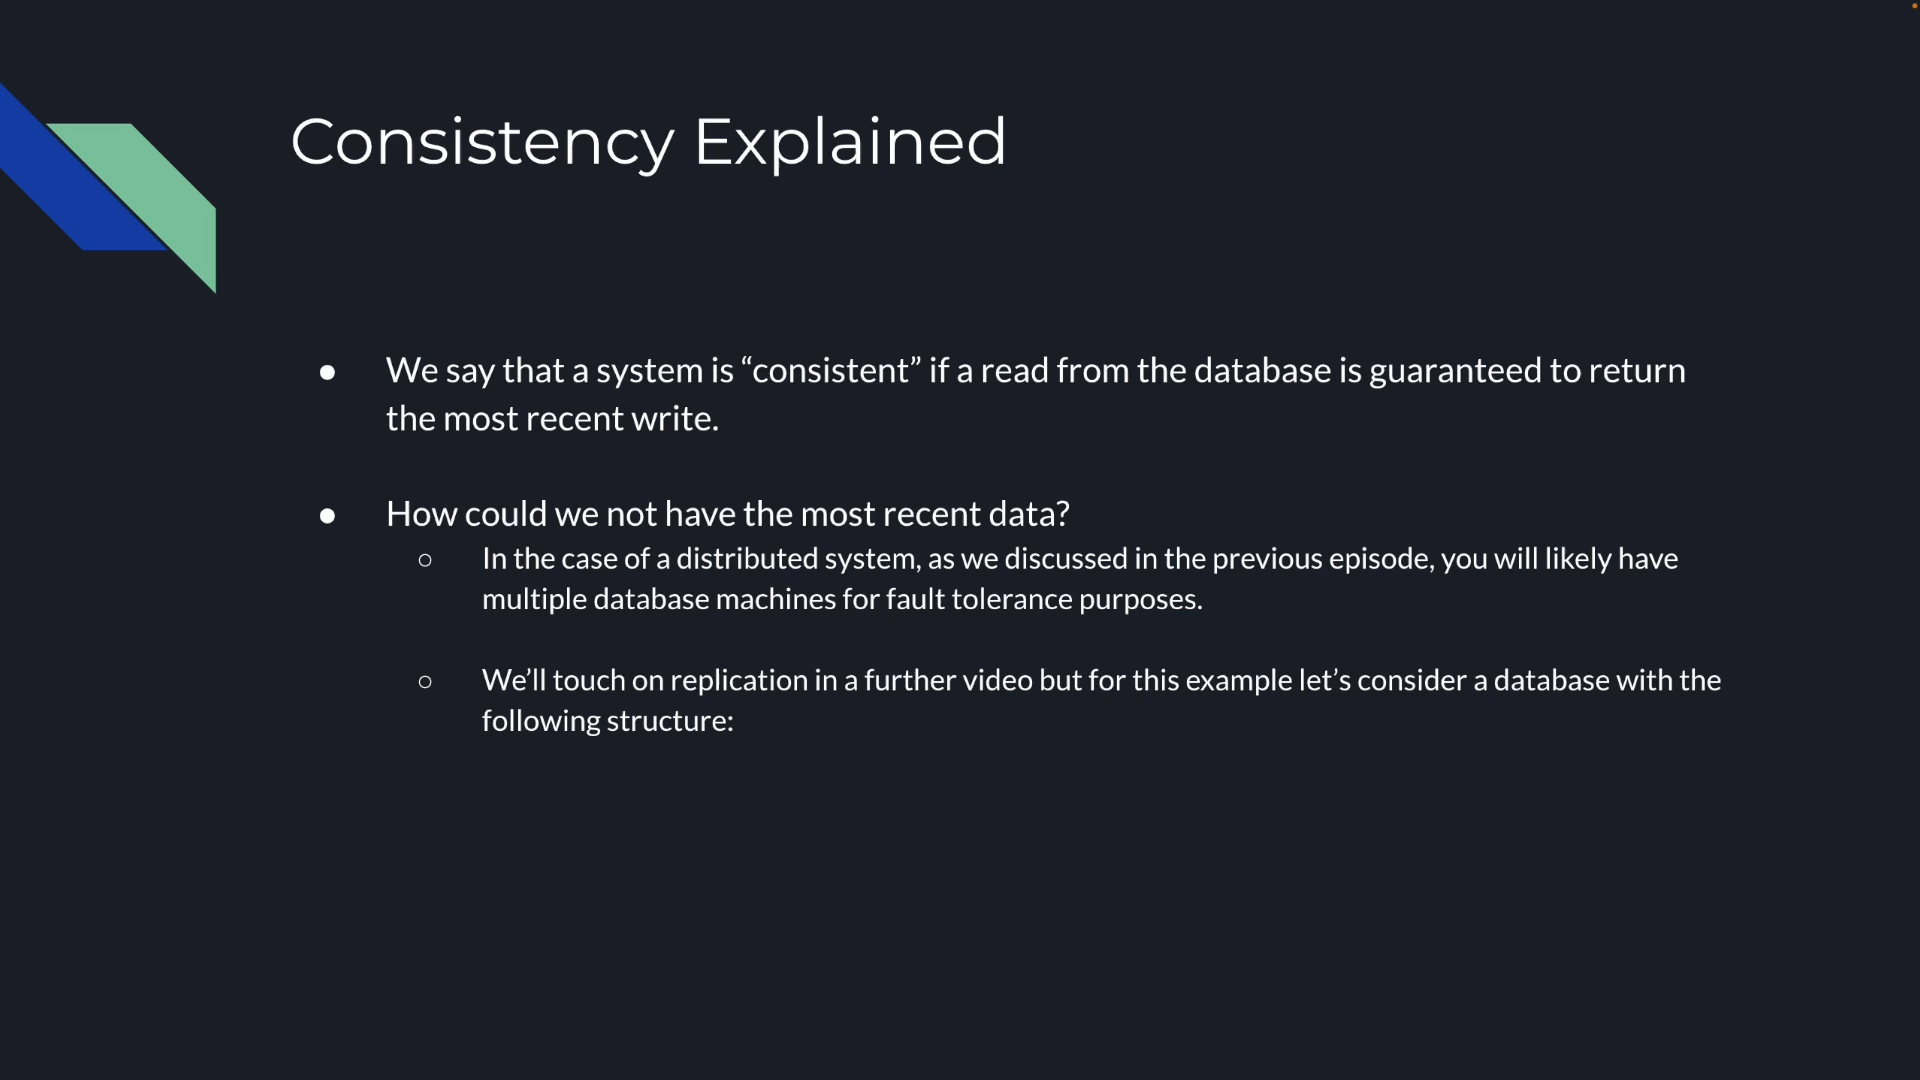 Consistency Explained
● We say that a system is “consistent” if a read from the database is guaranteed to return
the most recent write.
● How could we not have the most recent data?
○ In the case of a distributed system, as we discussed in the previous episode, you will likely have
multiple database machines for fault tolerance purposes.
○ We’ll touch on replication in a further video but for this example let’s consider a database with the
following structure: